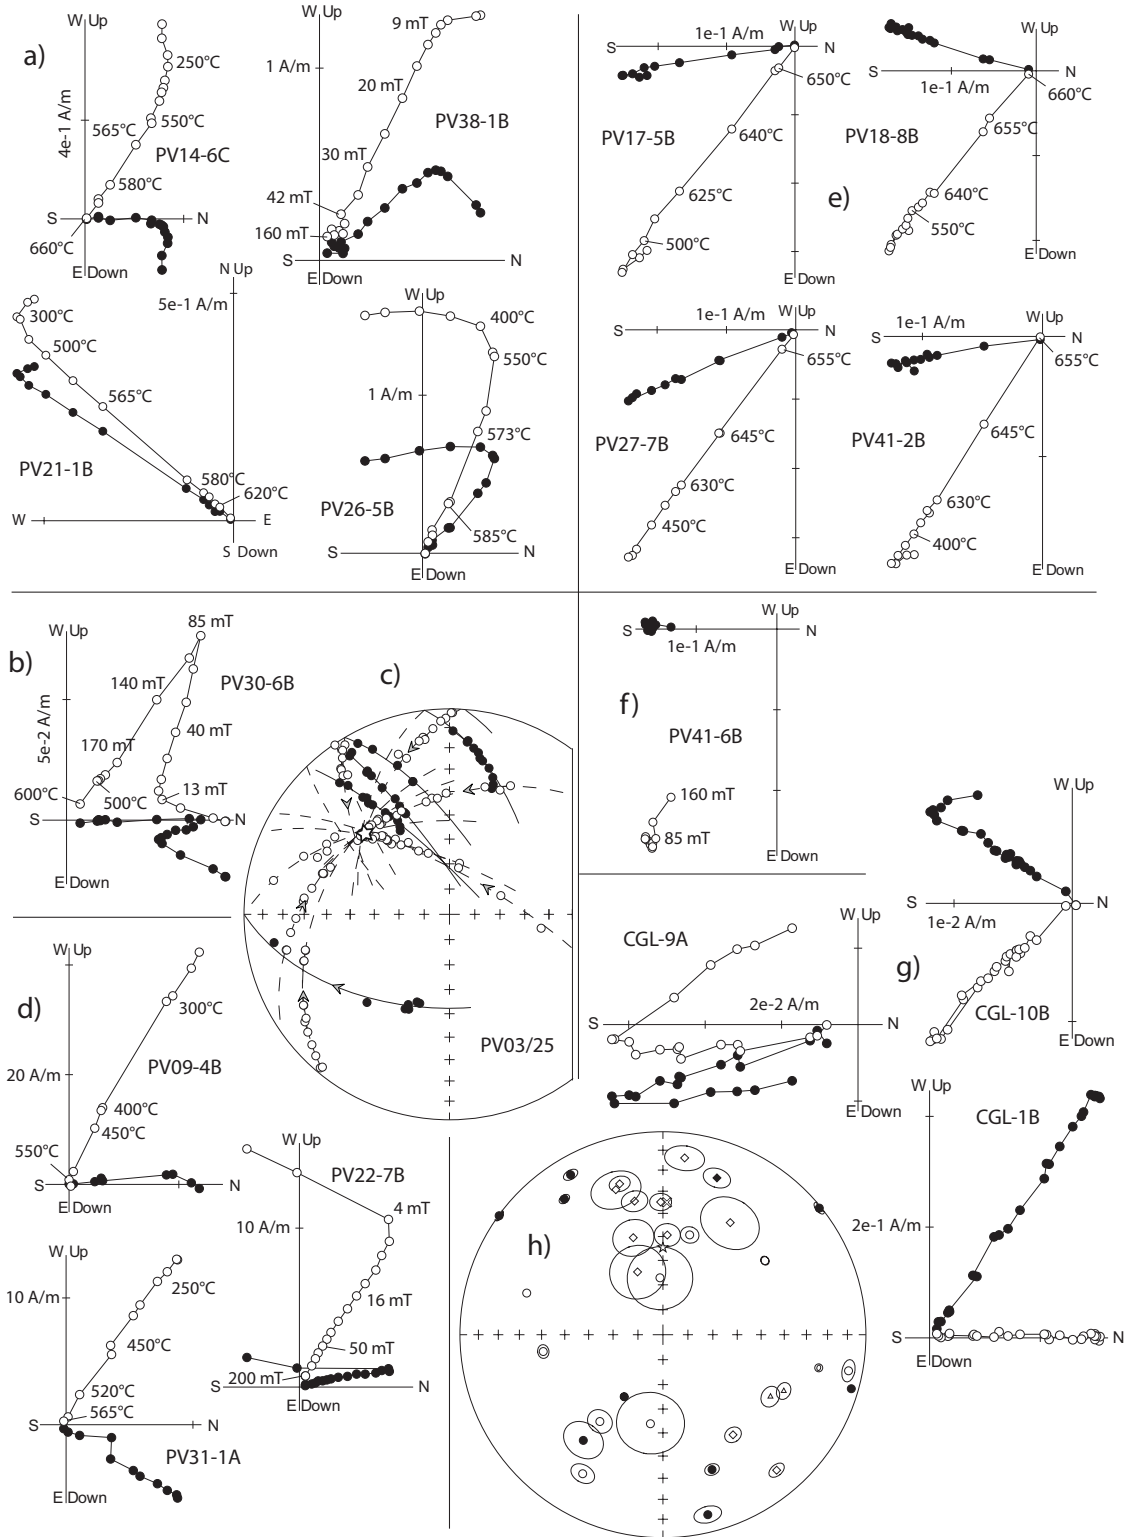 a)
W Up
250°C
4e-1 A/m
565°C
550°C
PV14-6C
580°C
S
N
660°C
E Down
W Up
9 mT
1 A/m
20 mT
PV38-1B
30 mT
42 mT
160 mT
S
N
E Down
N Up
5e-1 A/m
300°C
500°C
565°C
PV21-1B
580°C
620°C
W
E
S Down
W Up
400°C
550°C
1 A/m
573°C
PV26-5B
585°C
S
N
E Down
W Up
1e-1 A/m
S
N
650°C
PV17-5B
640°C
625°C
500°C
E Down
W Up
S
N
1e-1 A/m
660°C
PV18-8B
655°C
640°C
e)
550°C
E Down
W Up
1e-1 A/m
S
N
655°C
PV27-7B
645°C
630°C
450°C
E Down
W Up
1e-1 A/m
S
N
655°C
PV41-2B
645°C
630°C
400°C
E Down
b)
W Up
85 mT
140 mT
PV30-6B
5e-2 A/m
40 mT
170 mT
13 mT
600°C
500°C
S
N
E Down
c)
PV03/25
f)
W Up
S
N
1e-1 A/m
PV41-6B
160 mT
85 mT
E Down
d)
W Up
300°C
20 A/m
PV09-4B
400°C
450°C
550°C
S
N
E Down
W Up
PV22-7B
4 mT
10 A/m
16 mT
50 mT
200 mT
S
N
E Down
W Up
250°C
10 A/m
450°C
520°C
565°C
S
N
PV31-1A
E Down
g)
W Up
CGL-9A
2e-2 A/m
S
N
E Down
W Up
S
N
1e-2 A/m
CGL-10B
E Down
W Up
CGL-1B
2e-1 A/m
S
N
E Down
h)